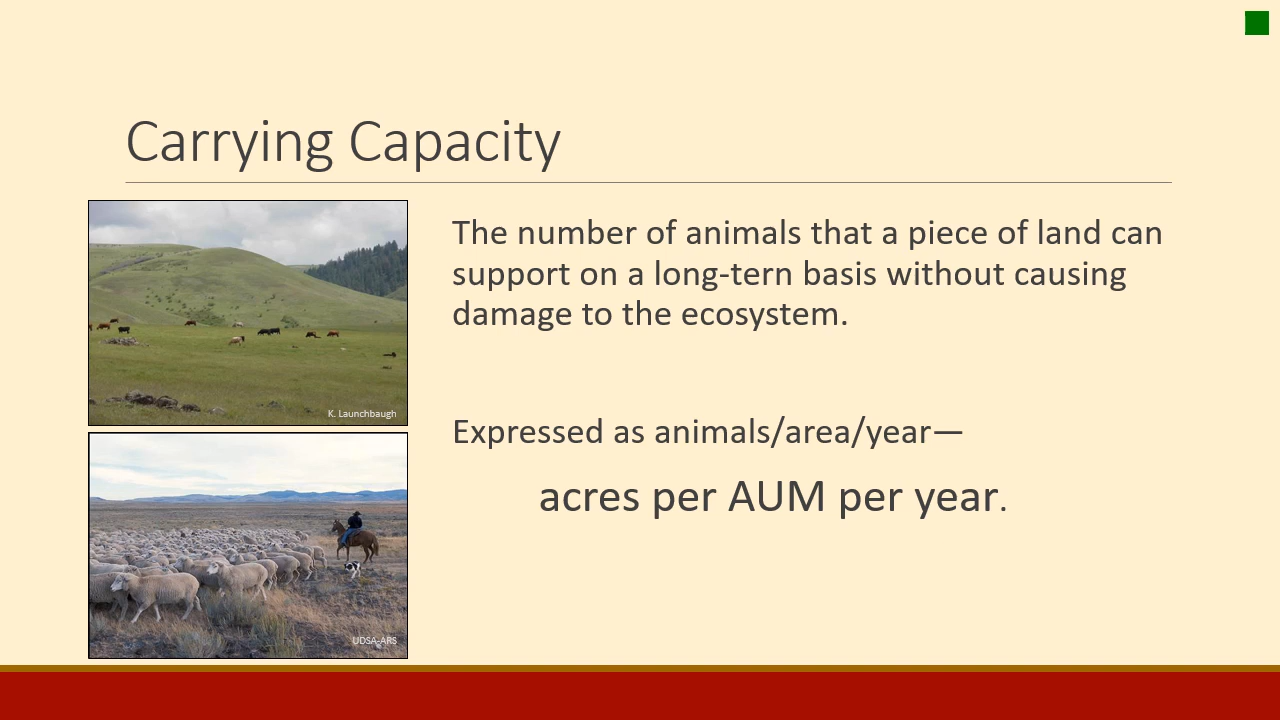 Carrying Capacity
The number of animals that a piece of land can
support on a long-tern basis without causing
damage to the ecosystem.
K. Launchbaugh
Expressed as animals/area/year—
acres per AUM per year.
UDSA-ARS